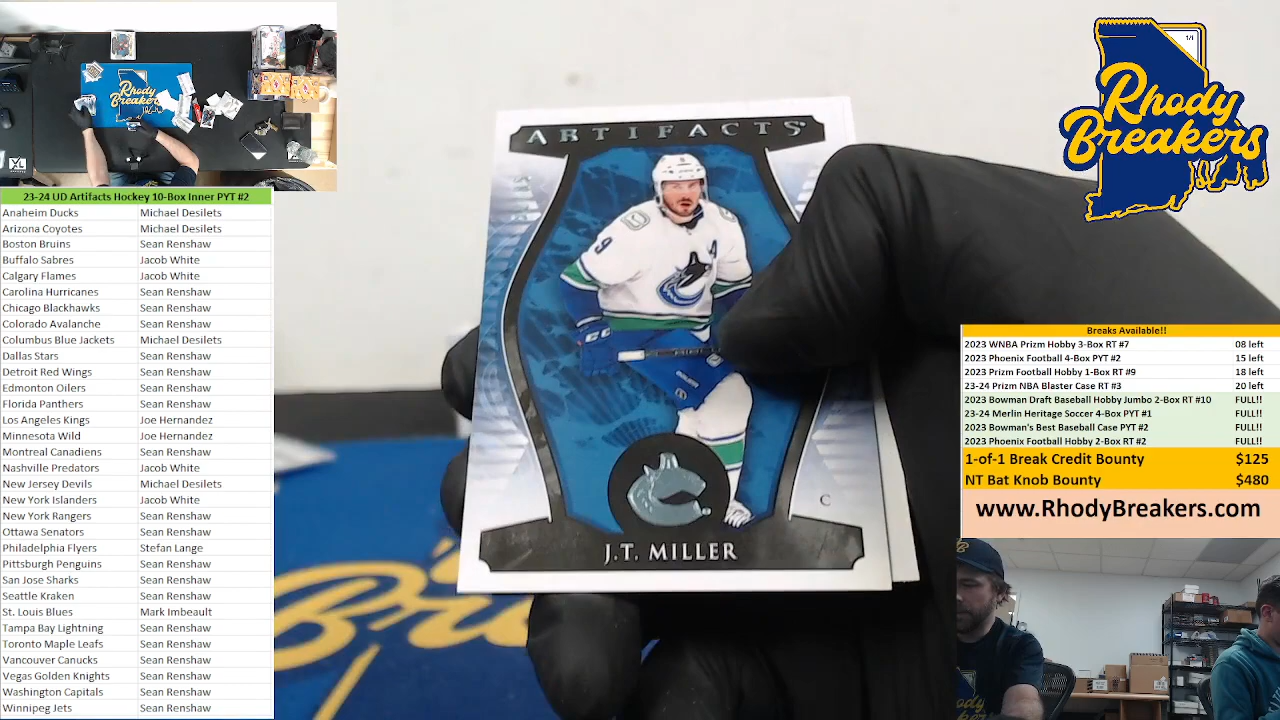 23-24 UD Artifacts Hockey 10-Box Inner PYT #2
Anaheim Ducks Michael Desilets
Arizona Coyotes Michael Desilets
Boston Bruins Sean Renshaw
Buffalo Sabres Jacob White
Calgary Flames Jacob White
Carolina Hurricanes Sean Renshaw
Chicago Blackhawks Sean Renshaw
Colorado Avalanche Sean Renshaw
Columbus Blue Jackets Michael Desilets
Dallas Stars Sean Renshaw
Detroit Red Wings Sean Renshaw
Edmonton Oilers Sean Renshaw
Florida Panthers Sean Renshaw
Los Angeles Kings Joe Hernandez
Minnesota Wild Joe Hernandez
Montreal Canadiens Sean Renshaw
Nashville Predators Jacob White
New Jersey Devils Michael Desilets
New York Islanders Jacob White
New York Rangers Sean Renshaw
Ottawa Senators Sean Renshaw
Philadelphia Flyers Stefan Lange
Pittsburgh Penguins Sean Renshaw
San Jose Sharks Sean Renshaw
Seattle Kraken Sean Renshaw
St. Louis Blues Mark Imbeault
Tampa Bay Lightning Sean Renshaw
Toronto Maple Leafs Sean Renshaw
Vancouver Canucks Sean Renshaw
Vegas Golden Knights Sean Renshaw
Washington Capitals Sean Renshaw
Winnipeg Jets Sean Renshaw
Rhody
Breakers
XL
ARTIFACTS
9
A
C
J.T. MILLER
1/1
Rhody
Breakers
Breaks Available!!
2023 WNBA Prizm Hobby 3-Box RT #7 08 left
2023 Phoenix Football 4-Box PYT #2 15 left
2023 Prizm Football Hobby 1-Box RT #9 18 left
23-24 Prizm NBA Blaster Case RT #3 20 left
2023 Bowman Draft Baseball Hobby Jumbo 2-Box RT #10 FULL!!
23-24 Merlin Heritage Soccer 4-Box PYT #1 FULL!!
2023 Bowman's Best Baseball Case PYT #2 FULL!!
2023 Phoenix Football Hobby 2-Box RT #2 FULL!!
1-of-1 Break Credit Bounty $125
NT Bat Knob Bounty $480
www.RhodyBreakers.com
Rhody